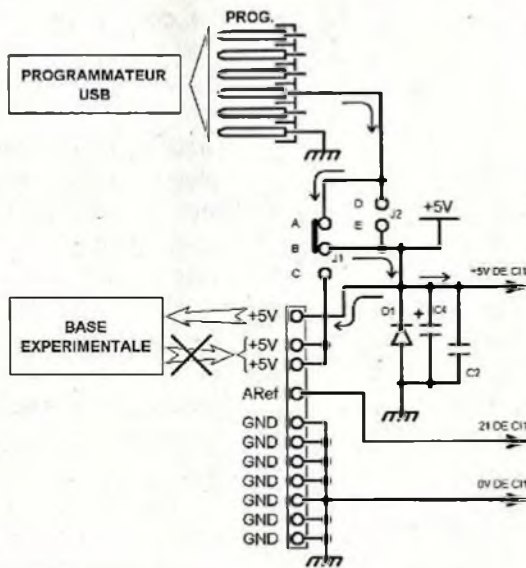 PROG.
PROGRAMMATEUR
USB
D
J2
E
+5V
A
B
J1
C
+5V DE CI1
BASE
EXPERIMENTALE
+5V
+5V
+5V
D1
+
C4
C2
ARef
GND
GND
GND
GND
GND
GND
GND
21 DE CI1
0V DE CI1